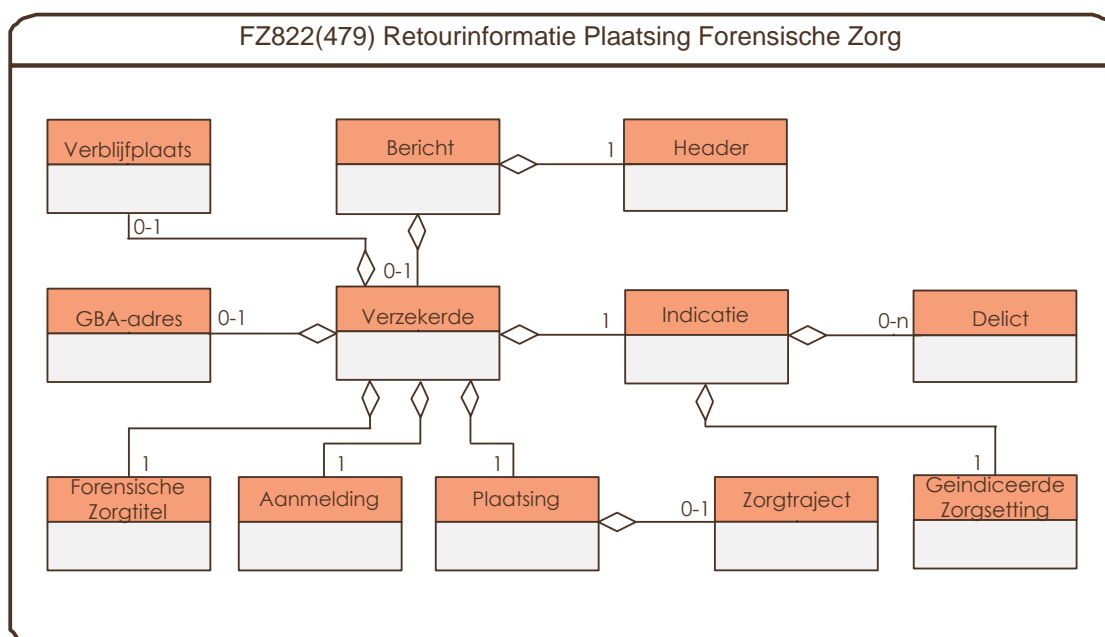 FZ822(479) Retourinformatie Plaatsing Forensische Zorg
Verblijfplaats
Bericht
1
Header
0-1
0-1
GBA-adres
0-1
Verzekerde
1
Indicatie
0-n
Delict
1
1
1
1
Forensische
Zorgtitel
Aanmelding
Plaatsing
0-1
Zorgtraject
Geindiceerde
Zorgsetting